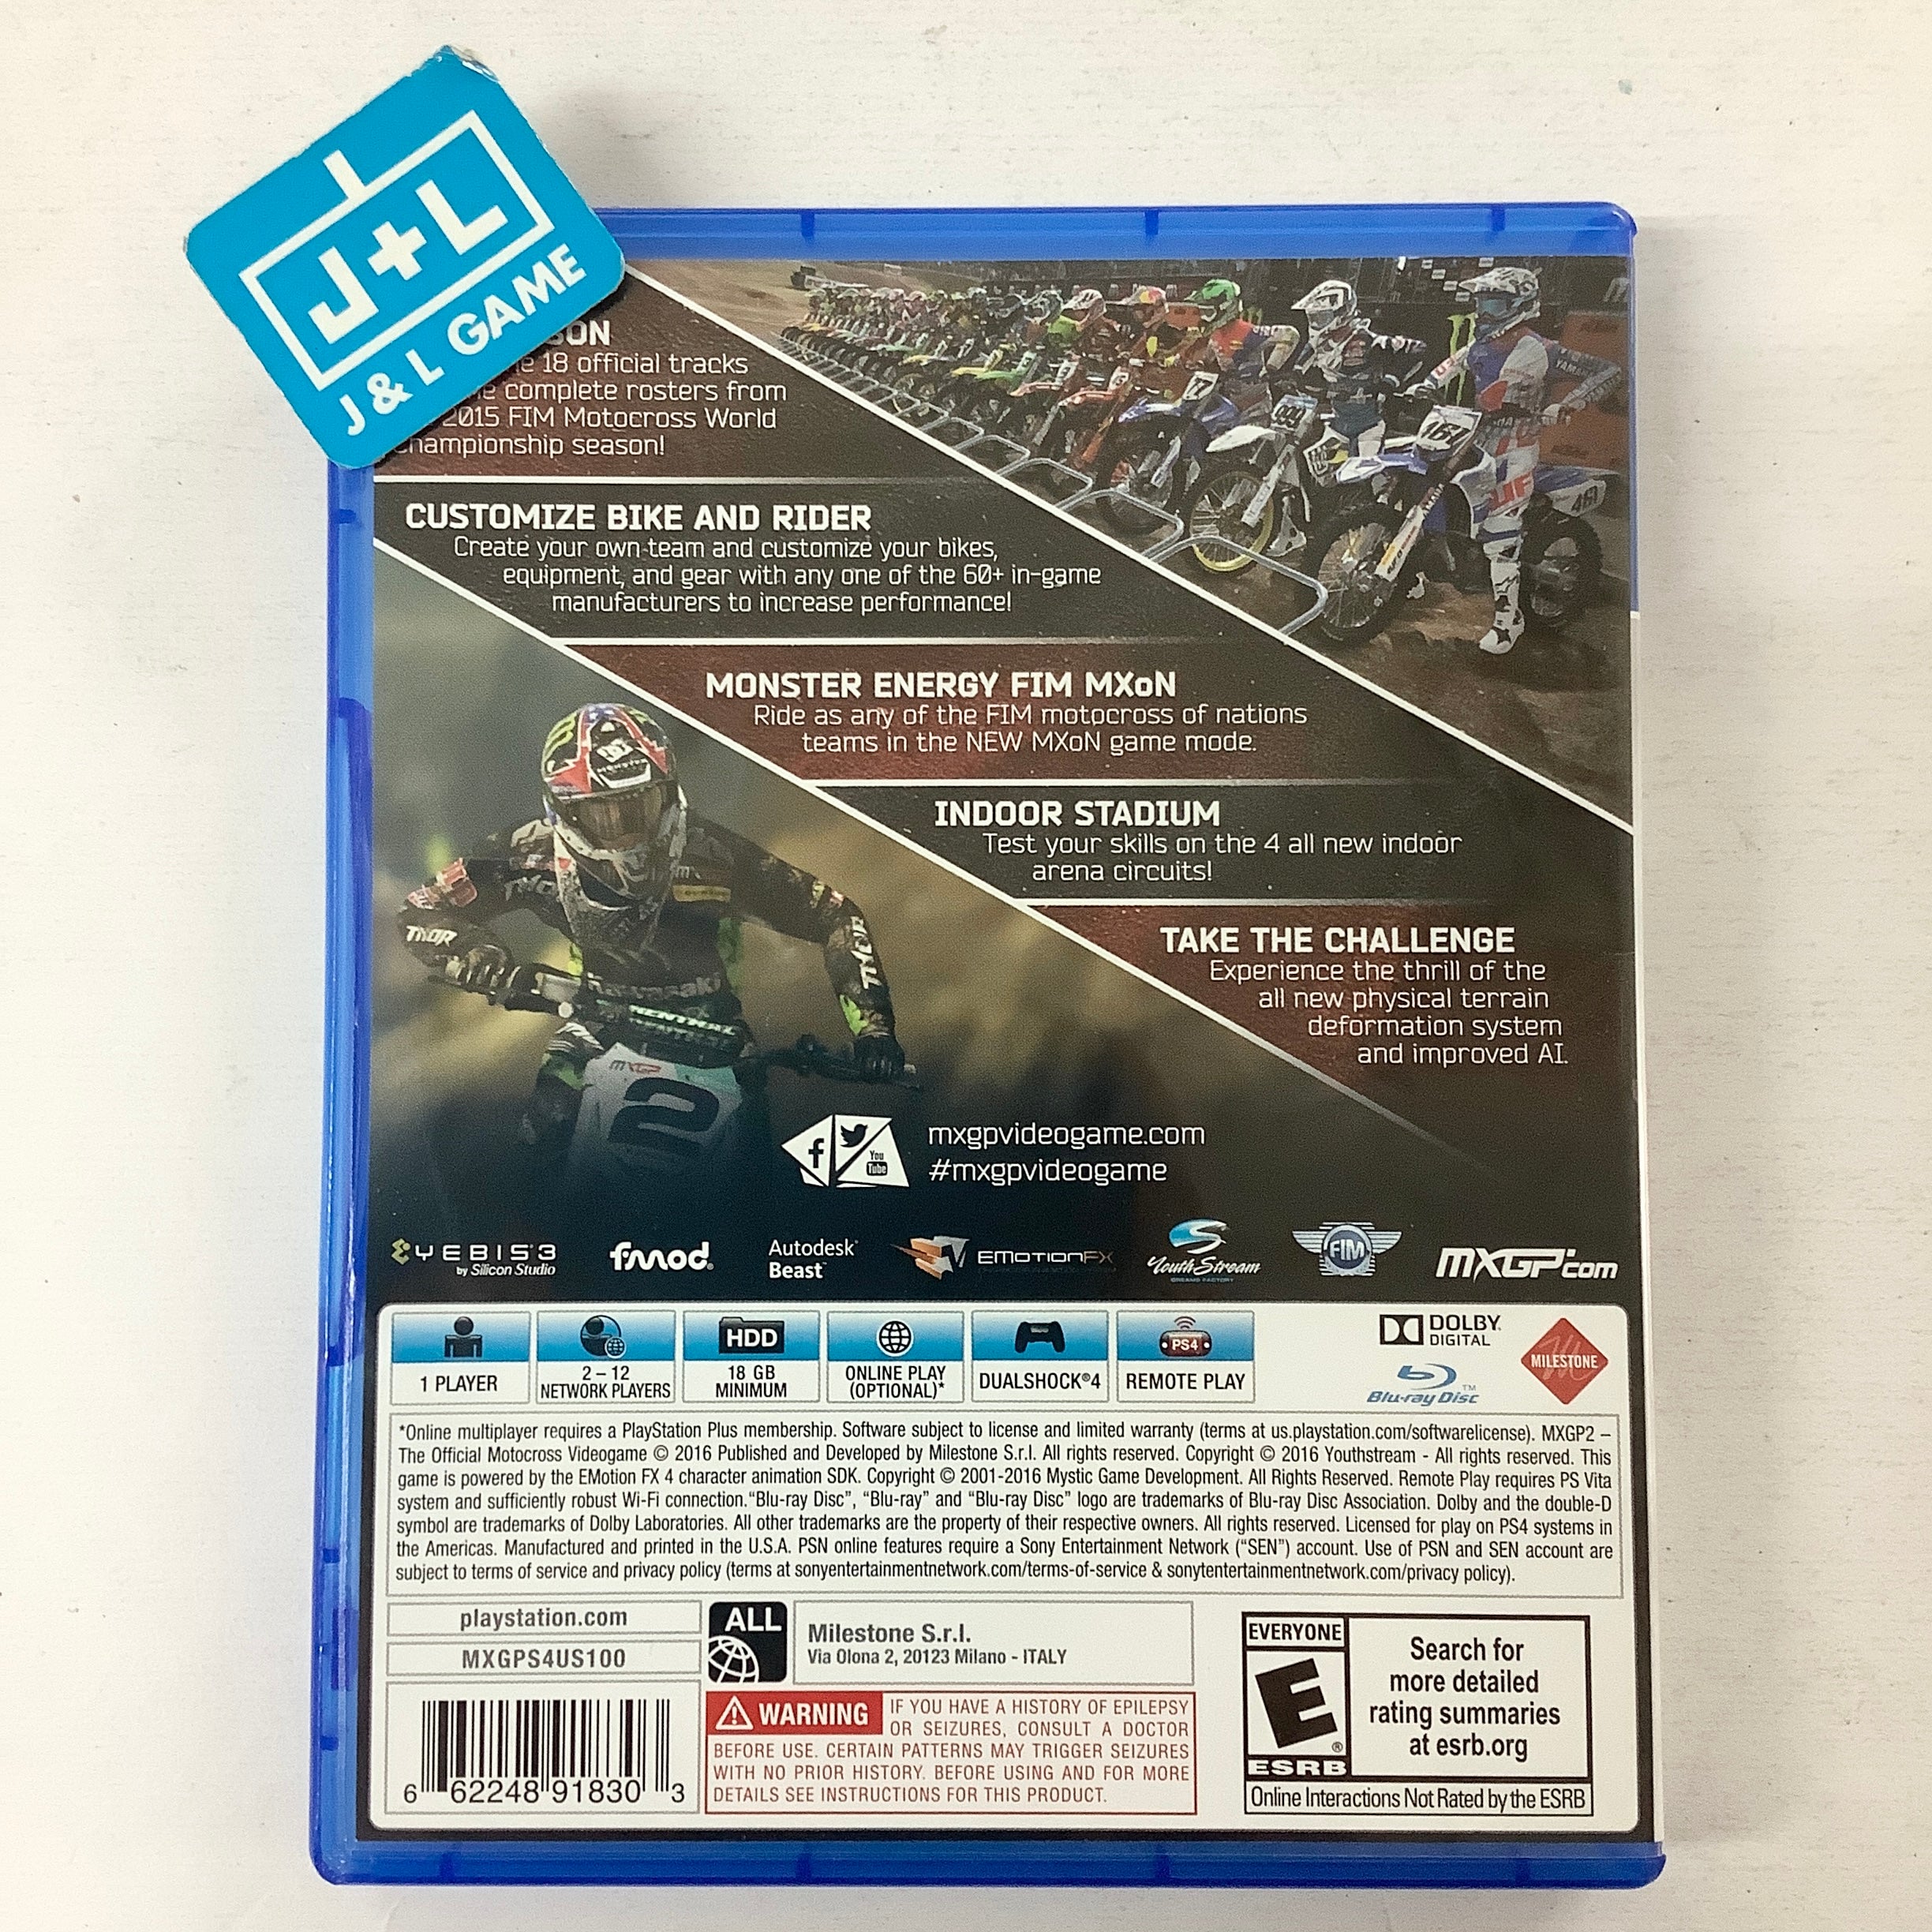 J+L
J & L GAME
18 official tracks
complete rosters from
2015 FIM Motocross World
season!
CUSTOMIZE BIKE AND RIDER
Create your own team and customize your bikes,
equipment, and gear with any one of the 60+ in-game
manufacturers to increase performance!
MONSTER ENERGY FIM MXoN
Ride as any of the FIM motocross of nations
teams in the NEW MXoN game mode.
INDOOR STADIUM
Test your skills on the 4 all new indoor
arena circuits!
TAKE THE CHALLENGE
Experience the thrill of the
all new physical terrain
deformation system
and improved AI.
17
461
461
THOR
THOR
Kawasaki
RENTHAL
MXGP
2
f
You
Tube
mxgpvideogame.com
#mxgpvideogame
YEBIS 3
by Silicon Studio
fmod
Autodesk®
Beast™
EMotionFX
Youth Stream
DREAMS FACTORY
FIM
MXGP.com
1 PLAYER
2 – 12
NETWORK PLAYERS
HDD
18 GB
MINIMUM
ONLINE PLAY
(OPTIONAL)*
DUALSHOCK®4
PS4
REMOTE PLAY
DOLBY
DIGITAL
Blu-ray Disc™
MILESTONE
*Online multiplayer requires a PlayStation Plus membership. Software subject to license and limited warranty (terms at us.playstation.com/softwarelicense). MXGP2 –
The Official Motocross Videogame © 2016 Published and Developed by Milestone S.r.l. All rights reserved. Copyright © 2016 Youthstream - All rights reserved. This
game is powered by the EMotion FX 4 character animation SDK. Copyright © 2001-2016 Mystic Game Development. All Rights Reserved. Remote Play requires PS Vita
system and sufficiently robust Wi-Fi connection.“Blu-ray Disc”, “Blu-ray” and “Blu-ray Disc” logo are trademarks of Blu-ray Disc Association. Dolby and the double-D
symbol are trademarks of Dolby Laboratories. All other trademarks are the property of their respective owners. All rights reserved. Licensed for play on PS4 systems in
the Americas. Manufactured and printed in the U.S.A. PSN online features require a Sony Entertainment Network (“SEN”) account. Use of PSN and SEN account are
subject to terms of service and privacy policy (terms at sonyentertainmentnetwork.com/terms-of-service & sonytentertainmentnetwork.com/privacy policy).
playstation.com
MXGPS4US100
ALL
Milestone S.r.l.
Via Olona 2, 20123 Milano - ITALY
WARNING IF YOU HAVE A HISTORY OF EPILEPSY
OR SEIZURES, CONSULT A DOCTOR
BEFORE USE. CERTAIN PATTERNS MAY TRIGGER SEIZURES
WITH NO PRIOR HISTORY. BEFORE USING AND FOR MORE
DETAILS SEE INSTRUCTIONS FOR THIS PRODUCT.
6 62248 91830 3
EVERYONE
E
ESRB
Search for
more detailed
rating summaries
at esrb.org
Online Interactions Not Rated by the ESRB